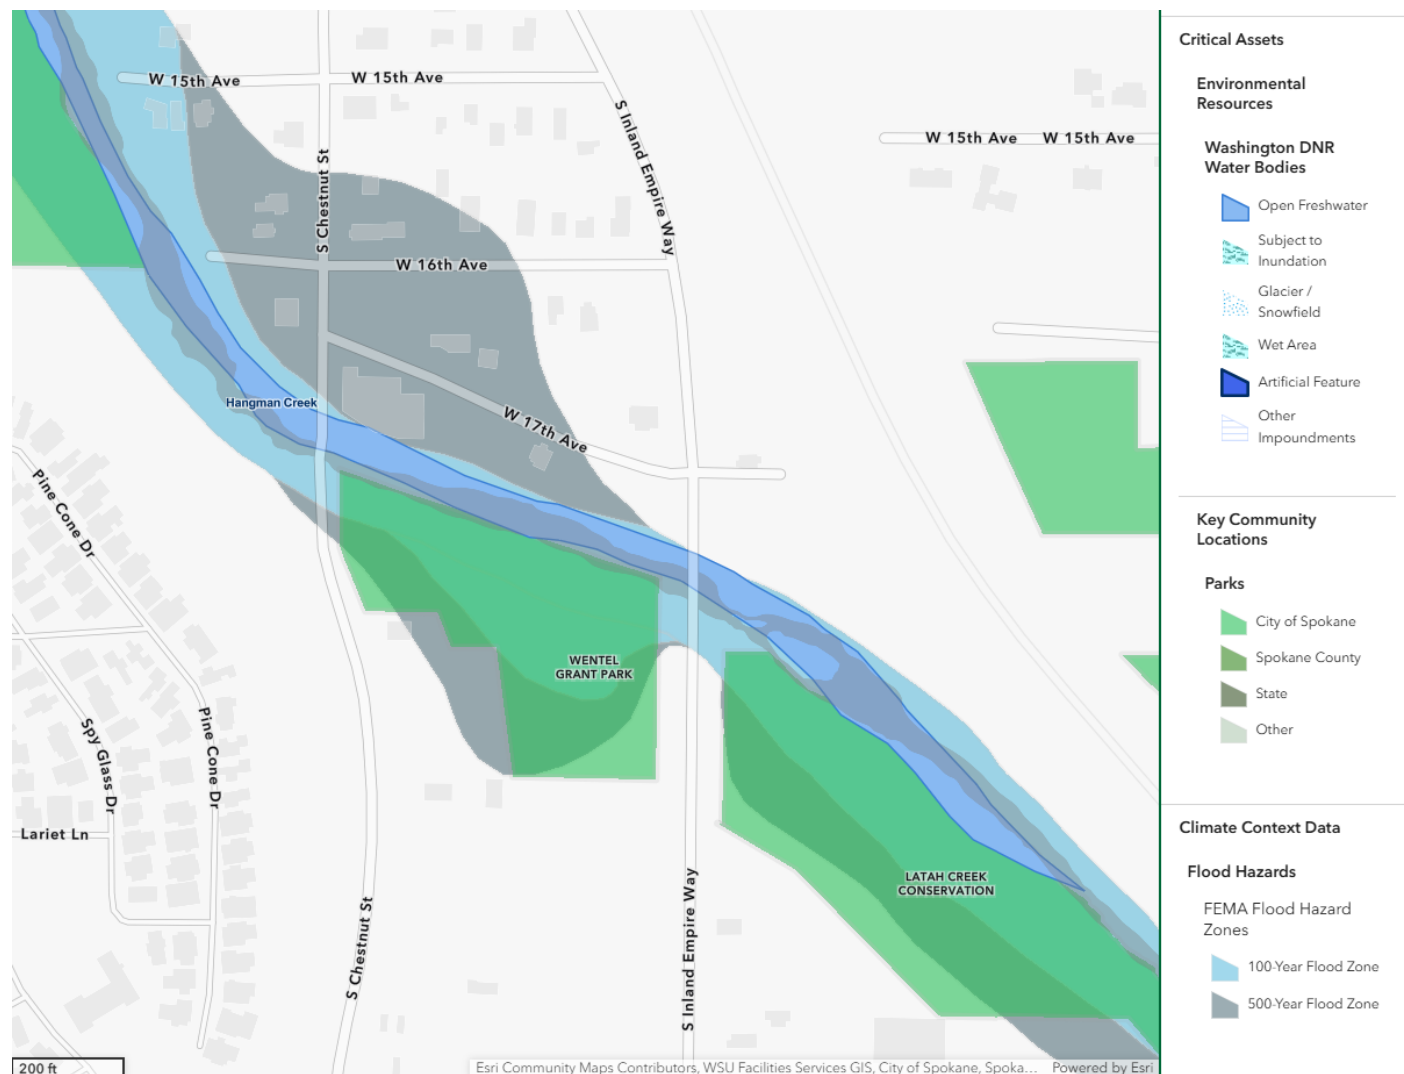 W 15th Ave
W 15th Ave
S Inland Empire Way
W 15th Ave
W 15th Ave
S Chestnut St
W 16th Ave
Hangman Creek
W 17th Ave
Pine Cone Dr
WENTEL
GRANT PARK
Spy Glass Dr
Pine Cone Dr
Lariet Ln
LATAH CREEK
CONSERVATION
S Chestnut St
S Inland Empire Way
200 ft
Esri Community Maps Contributors, WSU Facilities Services GIS, City of Spokane, Spoka...
Powered by Esri
Critical Assets
Environmental
Resources
Washington DNR
Water Bodies
Open Freshwater
Subject to
Inundation
Glacier /
Snowfield
Wet Area
Artificial Feature
Other
Impoundments
Key Community
Locations
Parks
City of Spokane
Spokane County
State
Other
Climate Context Data
Flood Hazards
FEMA Flood Hazard
Zones
100-Year Flood Zone
500-Year Flood Zone